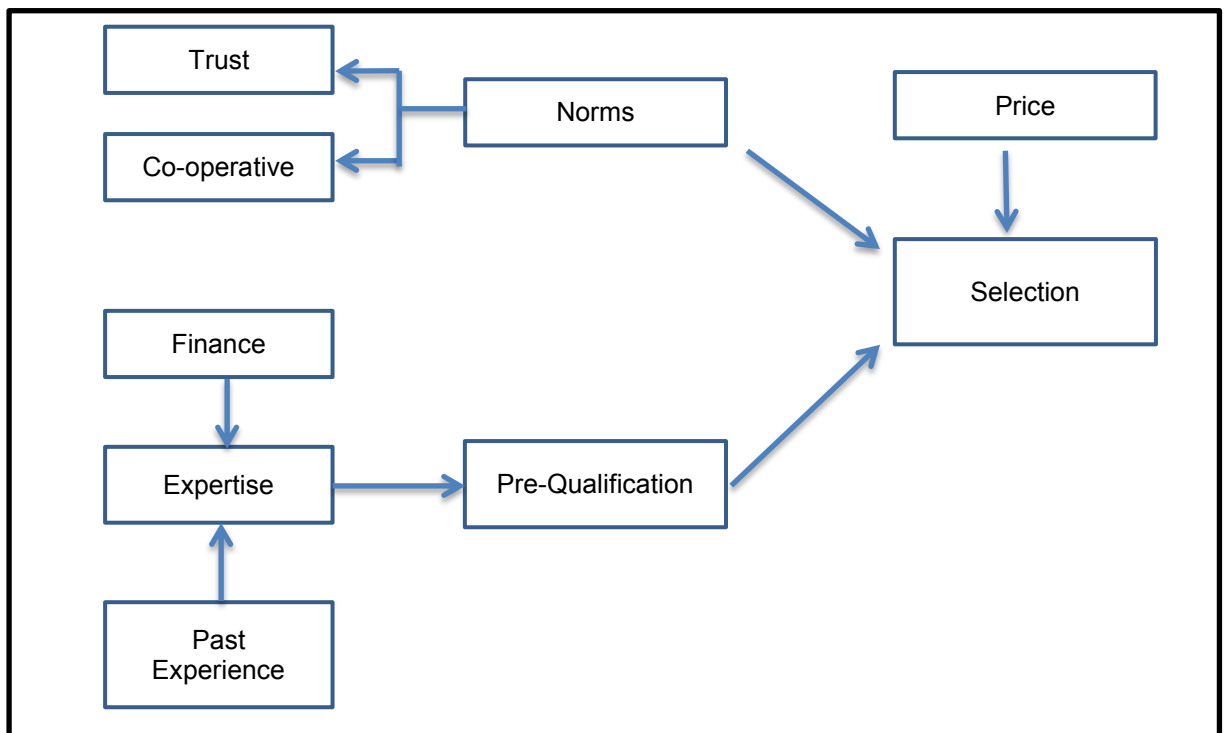 Trust
Norms
Price
Co-operative
Selection
Finance
Expertise
Pre-Qualification
Past
Experience